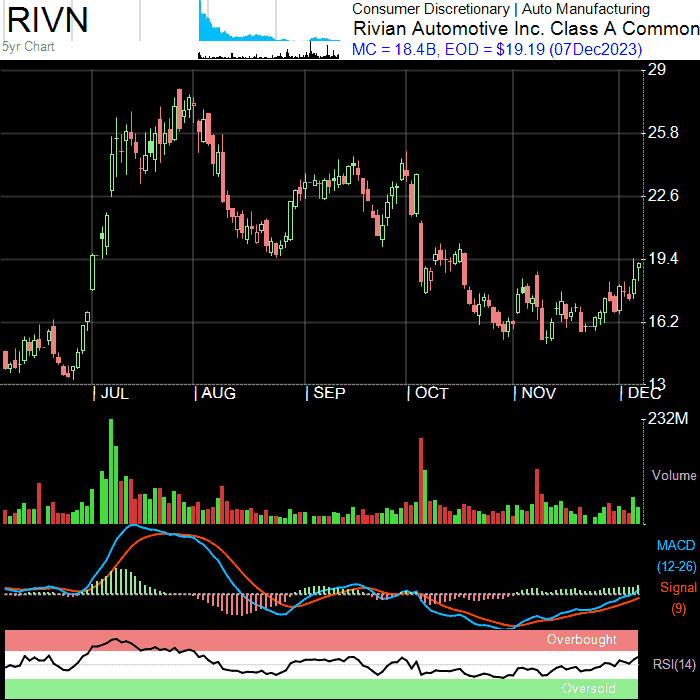 RIVN
5yr Chart
Consumer Discretionary | Auto Manufacturing
Rivian Automotive Inc. Class A Common
MC = 18.4B, EOD = $19.19 (07Dec2023)
29
25.8
22.6
19.4
16.2
13
| JUL | AUG | SEP | OCT | NOV | DEC
232M
Volume
MACD
(12-26)
Signal
(9)
Overbought
RSI(14)
Oversold